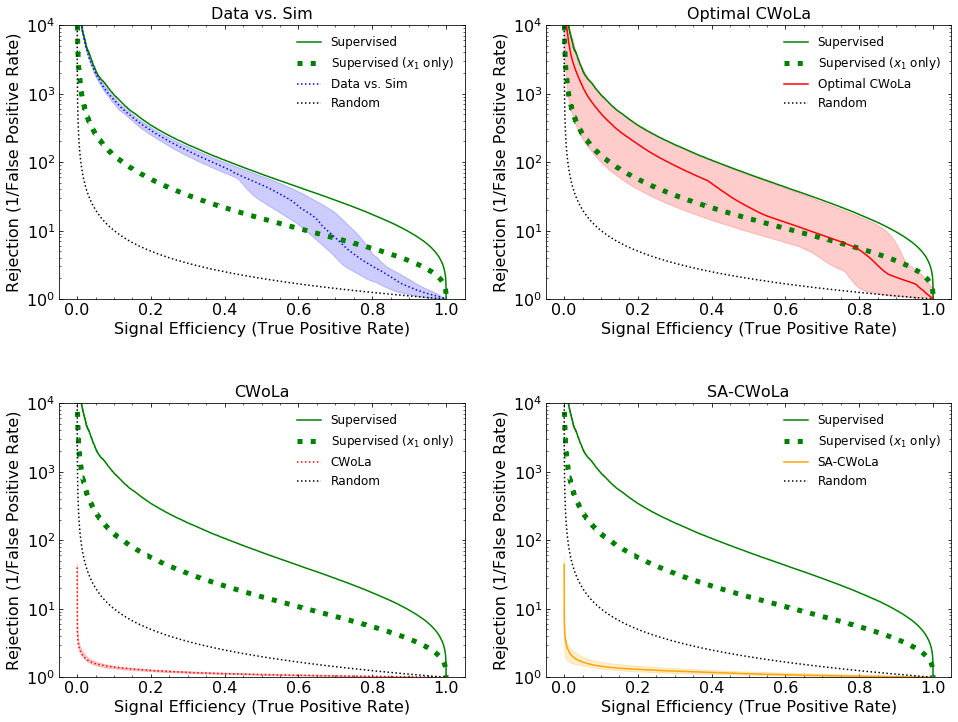 Data vs. Sim
Rejection (1/False Positive Rate)
10^4
10^3
10^2
10^1
10^0
Supervised
Supervised (x_1 only)
Data vs. Sim
Random
0.0 0.2 0.4 0.6 0.8 1.0
Signal Efficiency (True Positive Rate)
Optimal CWoLa
Rejection (1/False Positive Rate)
10^4
10^3
10^2
10^1
10^0
Supervised
Supervised (x_1 only)
Optimal CWoLa
Random
0.0 0.2 0.4 0.6 0.8 1.0
Signal Efficiency (True Positive Rate)
CWoLa
Rejection (1/False Positive Rate)
10^4
10^3
10^2
10^1
10^0
Supervised
Supervised (x_1 only)
CWoLa
Random
0.0 0.2 0.4 0.6 0.8 1.0
Signal Efficiency (True Positive Rate)
SA-CWoLa
Rejection (1/False Positive Rate)
10^4
10^3
10^2
10^1
10^0
Supervised
Supervised (x_1 only)
SA-CWoLa
Random
0.0 0.2 0.4 0.6 0.8 1.0
Signal Efficiency (True Positive Rate)